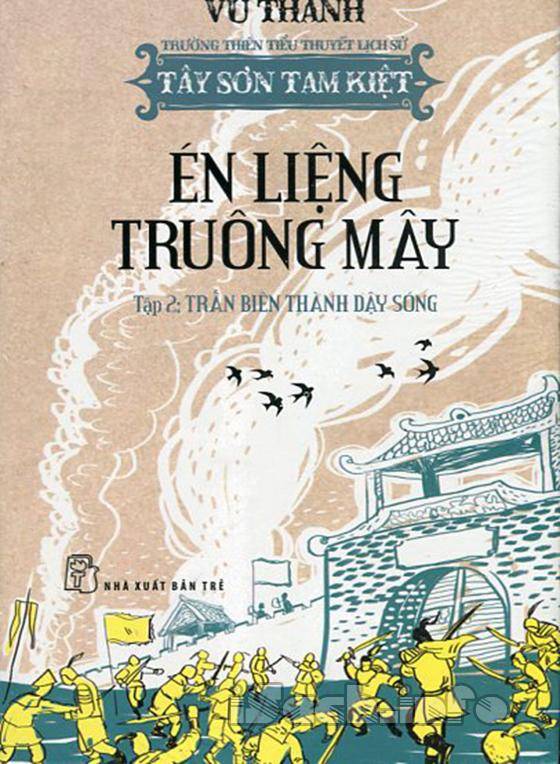 VŨ THANH
TRƯỜNG THIÊN TIỂU THUYẾT LỊCH SỬ
TÂY SƠN TAM KIỆT
ÉN LIỆNG
TRUÔNG MÂY
Tập 2: TRẤN BIÊN THÀNH DẬY SÓNG
NHÀ XUẤT BẢN TRẺ